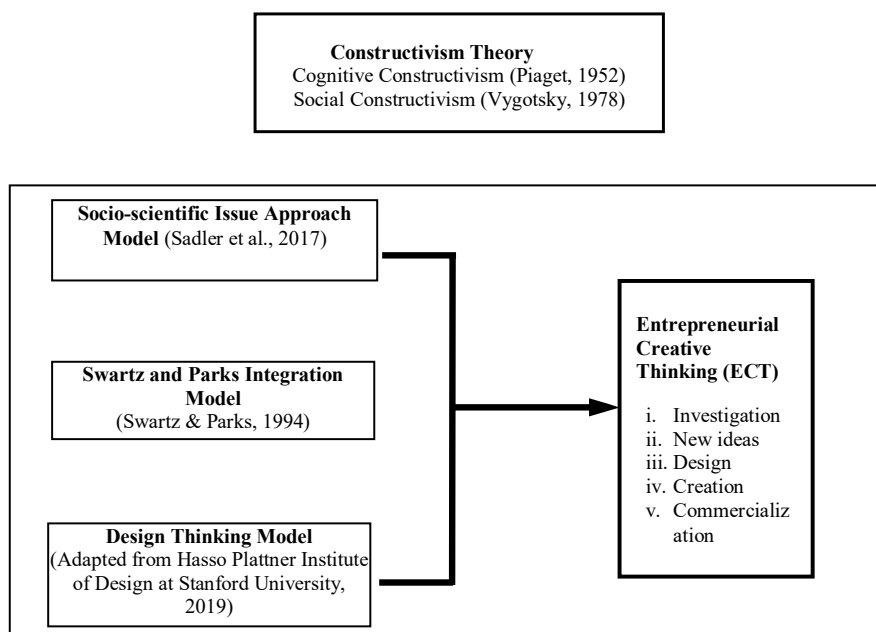 Constructivism Theory
Cognitive Constructivism (Piaget, 1952)
Social Constructivism (Vygotsky, 1978)
Socio-scientific Issue Approach
Model (Sadler et al., 2017)
Swartz and Parks Integration
Model
(Swartz & Parks, 1994)
Design Thinking Model
(Adapted from Hasso Plattner Institute
of Design at Stanford University,
2019)
Entrepreneurial
Creative
Thinking (ECT)
i. Investigation
ii. New ideas
iii. Design
iv. Creation
v. Commercializ
ation